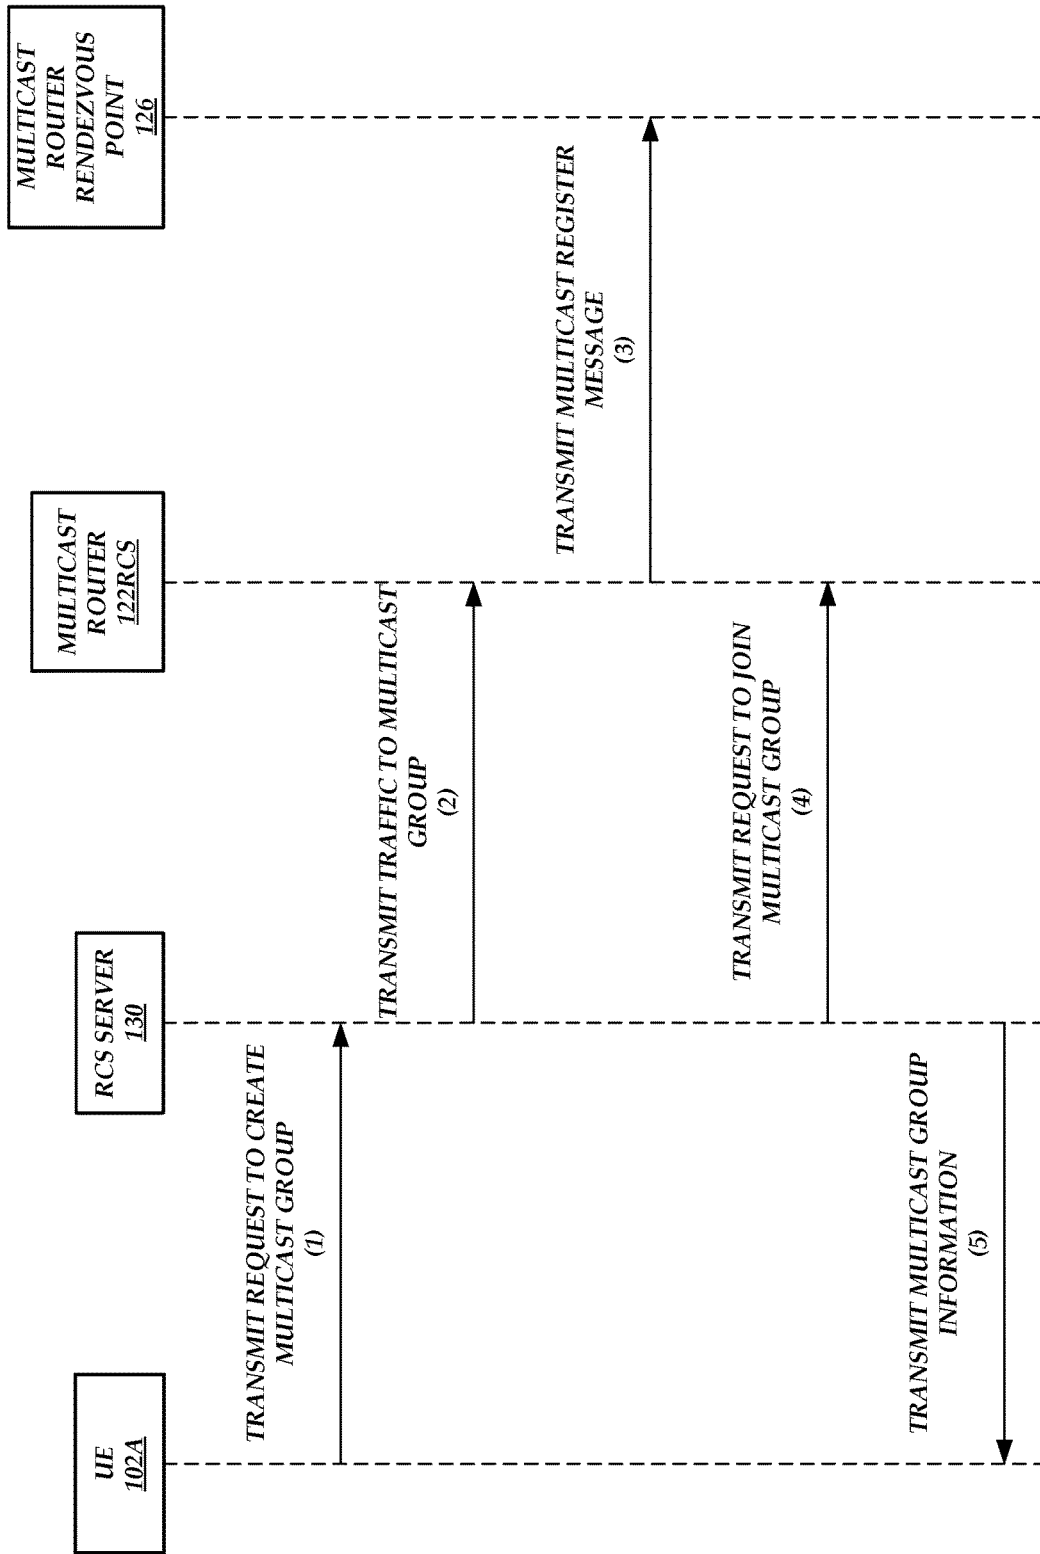 UE
102A
RCS SERVER
130
MULTICAST
ROUTER
122RCS
MULTICAST
ROUTER
RENDEZVOUS
POINT
126
TRANSMIT REQUEST TO CREATE
MULTICAST GROUP
(1)
TRANSMIT TRAFFIC TO MULTICAST
GROUP
(2)
TRANSMIT MULTICAST REGISTER
MESSAGE
(3)
TRANSMIT REQUEST TO JOIN
MULTICAST GROUP
(4)
TRANSMIT MULTICAST GROUP
INFORMATION
(5)